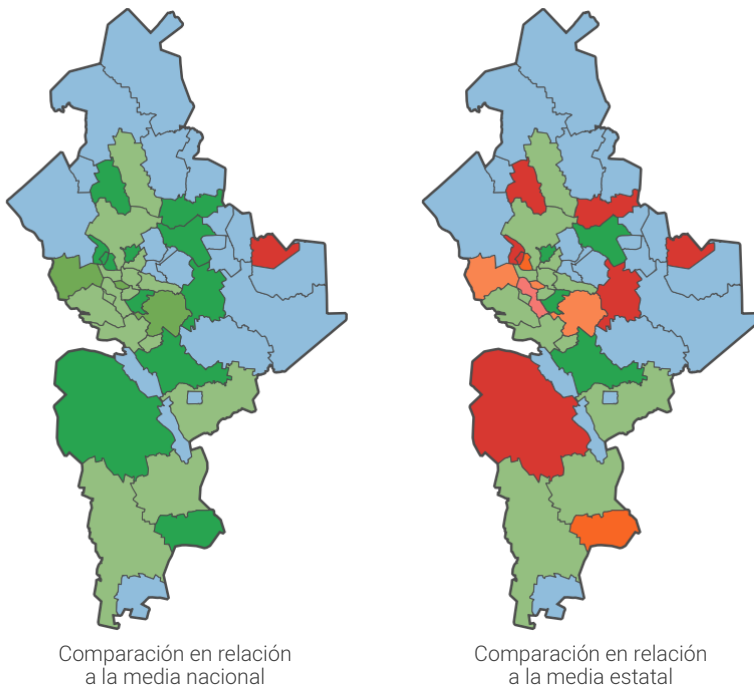 Comparación en relación
a la media nacional
Comparación en relación
a la media estatal